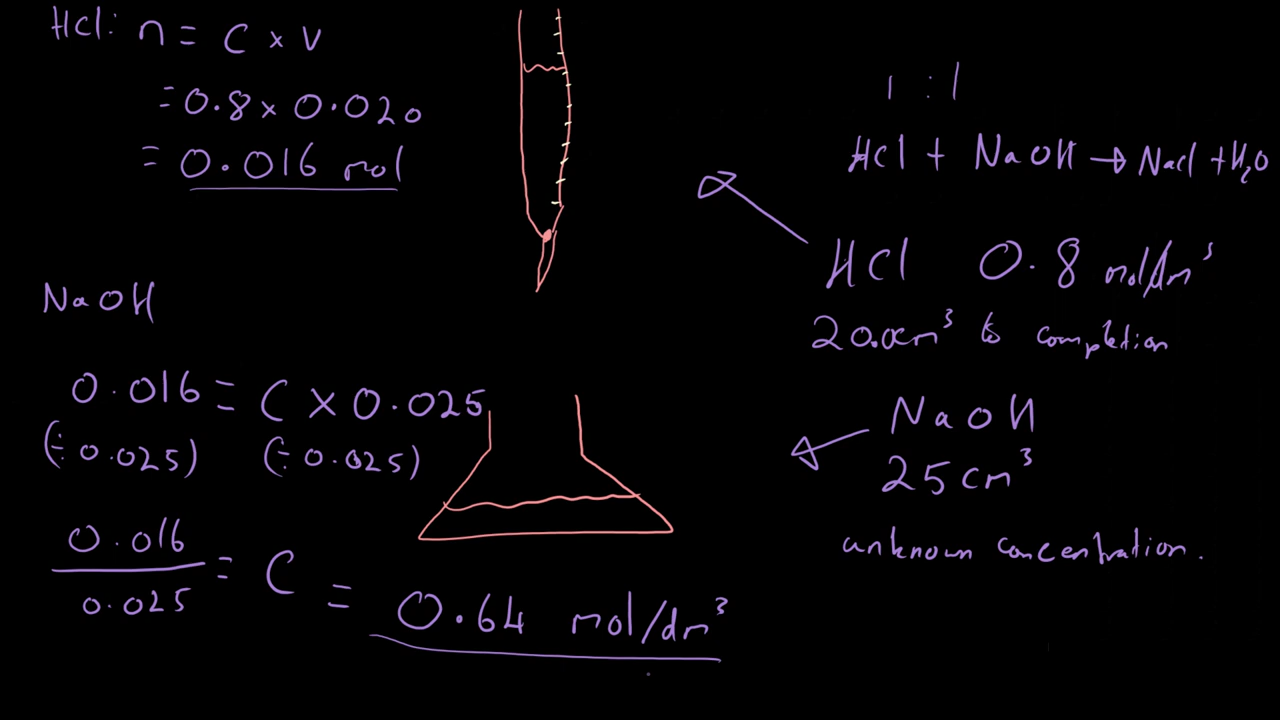 HCl: n = C × V
= 0.8 × 0.020
= 0.016 mol
NaOH
0.016 = C × 0.025
(÷ 0.025) (÷ 0.025)
0.016
0.025
= C = 0.64 mol/dm³
1 : 1
HCl + NaOH → NaCl + H₂O
HCl 0.8 mol/dm³
20.0cm³ to completion
NaOH
25cm³
unknown concentration.